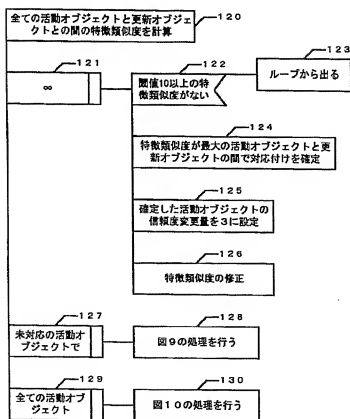 120
全ての活動オブジェクトと更新オブジェ
クトとの間の特徴類似度を計算
121
∞
122
閾値10以上の特
徴類似度がない
123
ループから出る
124
特徴類似度が最大の活動オブジェクトと更
新オブジェクトの間で対応付けを確定
125
確定した活動オブジェクトの
信頼度変更量を3に設定
126
特徴類似度の修正
127
未対応の活動オ
ブジェクトで
128
図9の処理を行う
129
全ての活動オブ
ジェクト
130
図10の処理を行う